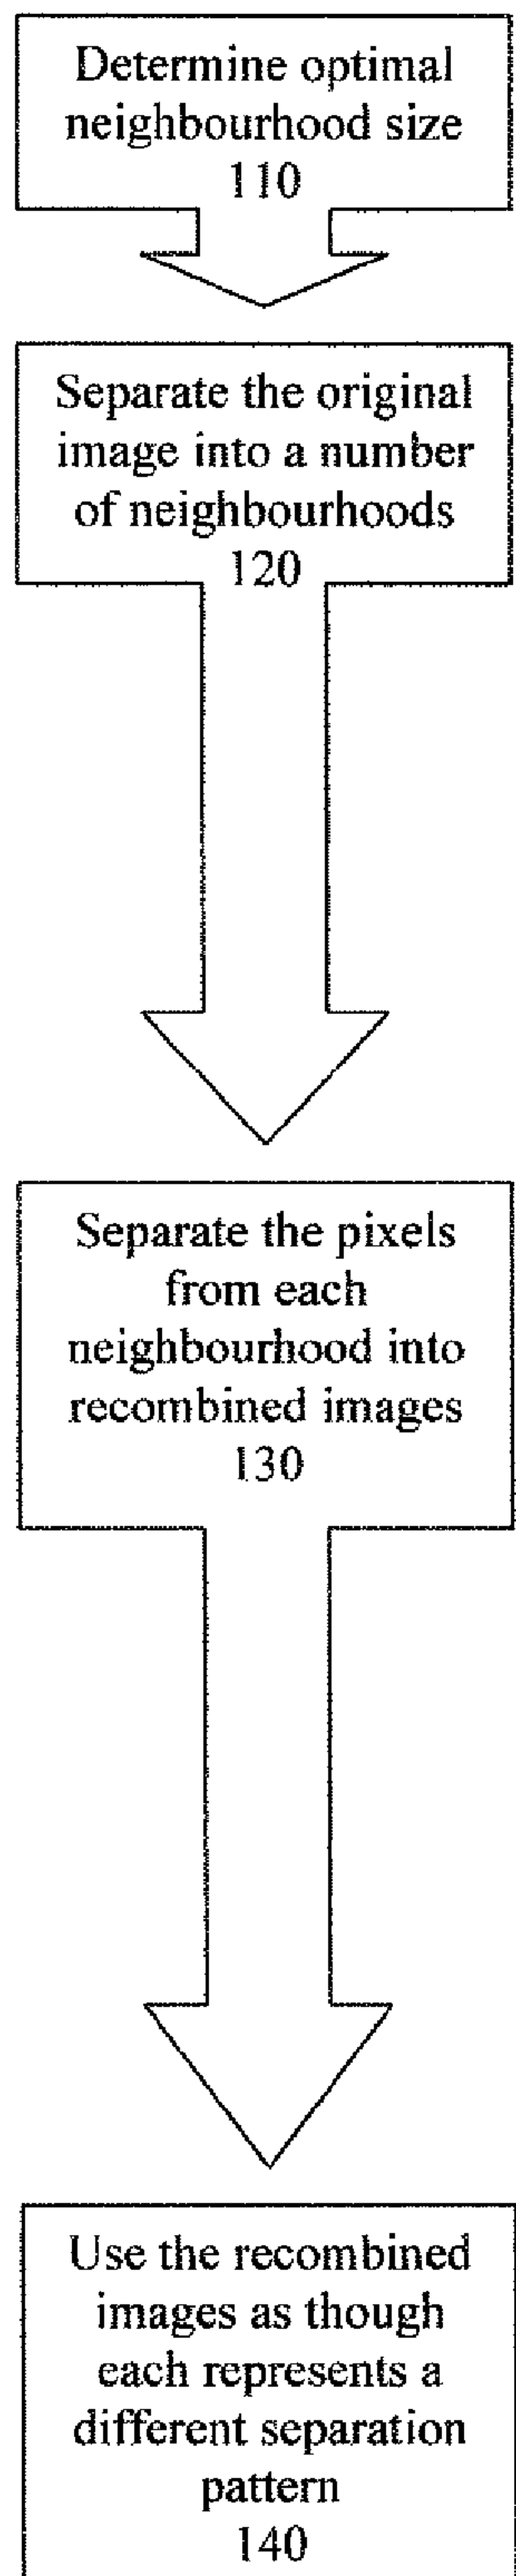 Determine optimal
neighbourhood size
110
Separate the original
image into a number
of neighbourhoods
120
Separate the pixels
from each
neighbourhood into
recombined images
130
Use the recombined
images as though
each represents a
different separation
pattern
140